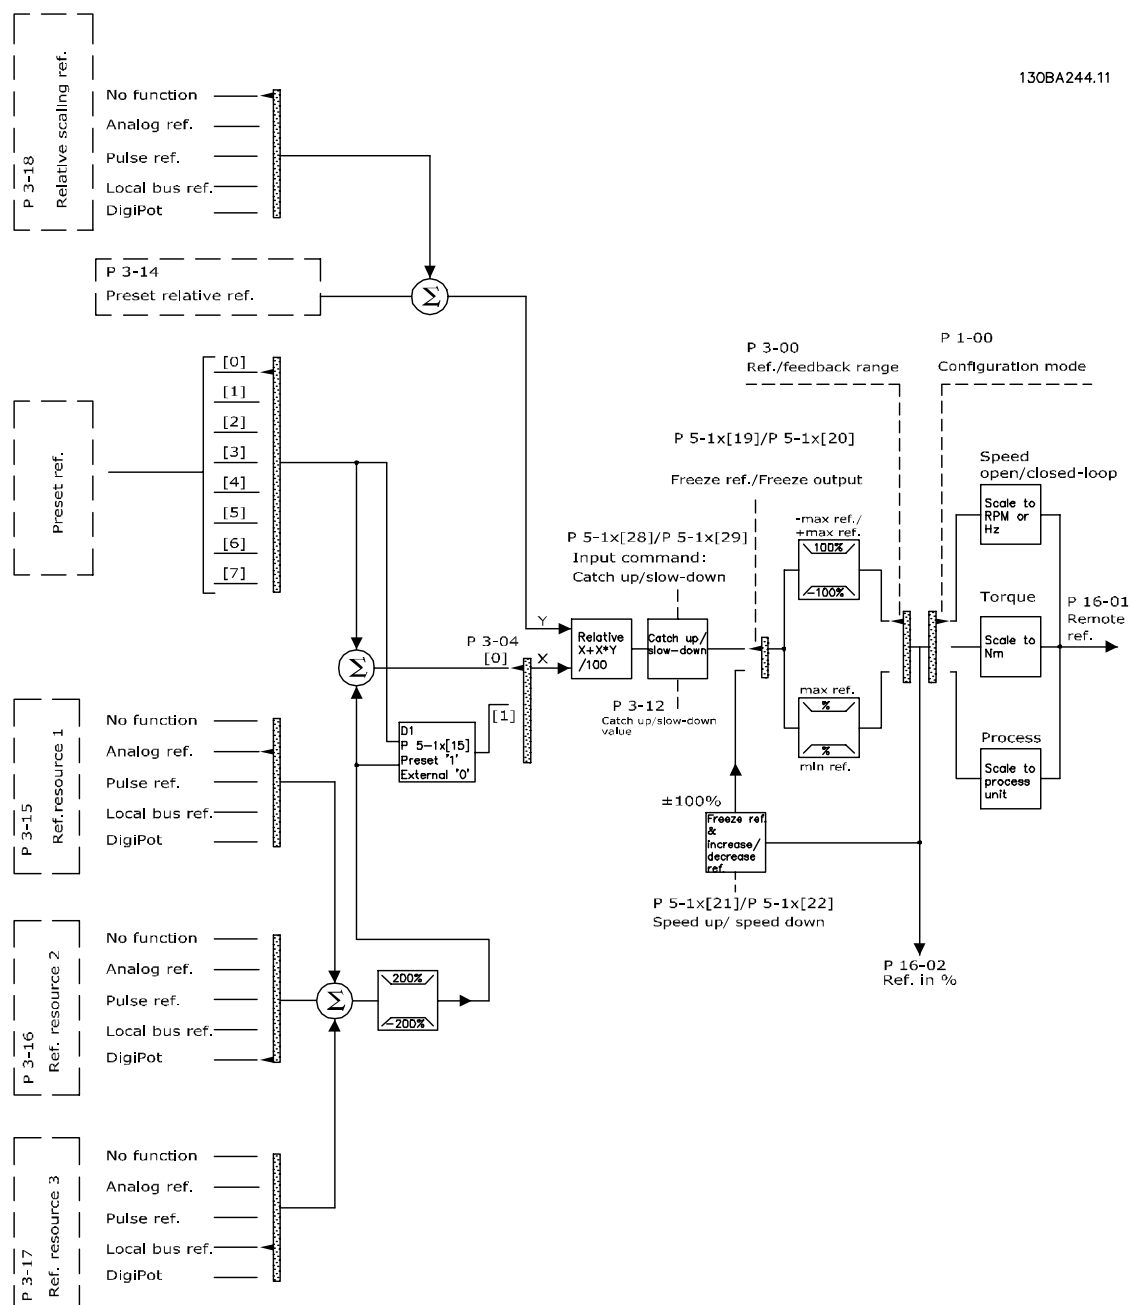 130BA244.11
P 3-18
Relative scaling ref.
No function
Analog ref.
Pulse ref.
Local bus ref.
DigiPot
P 3-14
Preset relative ref.
Preset ref.
[0]
[1]
[2]
[3]
[4]
[5]
[6]
[7]
P 3-00
Ref./feedback range
P 1-00
Configuration mode
P 5-1x[19]/P 5-1x[20]
Freeze ref./Freeze output
P 5-1x[28]/P 5-1x[29]
Input command:
Catch up/slow-down
-max ref./
+max ref.
100%
-100%
Speed
open/closed-loop
Scale to
RPM or
Hz
Torque
Scale to
Nm
P 16-01
Remote
ref.
Process
Scale to
process
unit
Y
X
P 3-04
[0]
[1]
Relative
X+X*Y
/100
Catch up/
slow-down
P 3-12
Catch up/slow-down
value
max ref.
%
%
min ref.
Σ
Σ
D1
P 5-1x[15]
Preset '1'
External '0'
±100%
Freeze ref.
&
increase/
decrease
ref.
P 5-1x[21]/P 5-1x[22]
Speed up/ speed down
P 16-02
Ref. in %
P 3-15
Ref.resource 1
No function
Analog ref.
Pulse ref.
Local bus ref.
DigiPot
P 3-16
Ref. resource 2
No function
Analog ref.
Pulse ref.
Local bus ref.
DigiPot
Σ
200%
-200%
P 3-17
Ref. resource 3
No function
Analog ref.
Pulse ref.
Local bus ref.
DigiPot